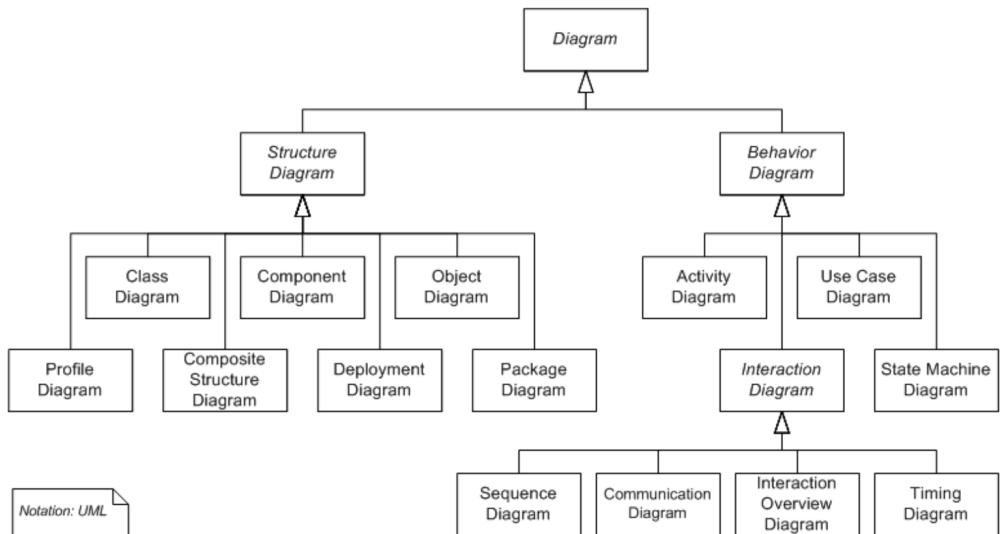 Diagram
Structure
Diagram
Behavior
Diagram
Class
Diagram
Component
Diagram
Object
Diagram
Activity
Diagram
Use Case
Diagram
Profile
Diagram
Composite
Structure
Diagram
Deployment
Diagram
Package
Diagram
Interaction
Diagram
State Machine
Diagram
Sequence
Diagram
Communication
Diagram
Interaction
Overview
Diagram
Timing
Diagram
Notation: UML